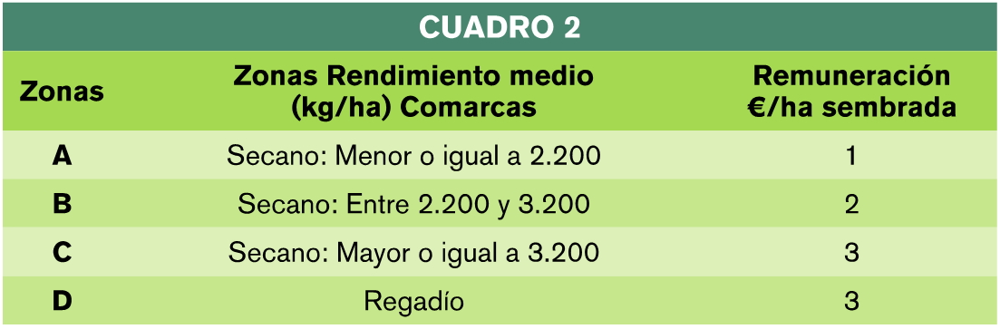 CUADRO 2
Zonas
Zonas Rendimiento medio
(kg/ha) Comarcas
Remuneración
€/ha sembrada
A Secano: Menor o igual a 2.200 1
B Secano: Entre 2.200 y 3.200 2
C Secano: Mayor o igual a 3.200 3
D Regadío 3